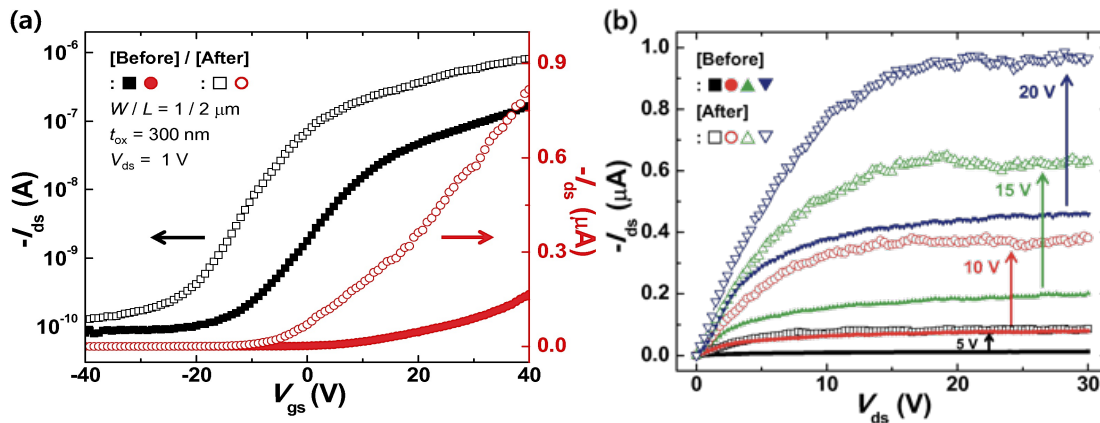 (a)
[Before] / [After]
: ■ ● : □ ○
W / L = 1 / 2 μm
t_ox = 300 nm
V_ds = 1 V
10^-6
10^-7
10^-8
10^-9
10^-10
-I_ds (A)
0.9
0.6
0.3
0.0
-I_ds (μA)
-40
-20
0
20
40
V_gs (V)
(b)
[Before]
: ■ ● ▲ ▼
[After]
: □ ○ △ ▽
20 V
15 V
10 V
5 V
1.0
0.8
0.6
0.4
0.2
0.0
-I_ds (μA)
0
10
20
30
V_ds (V)